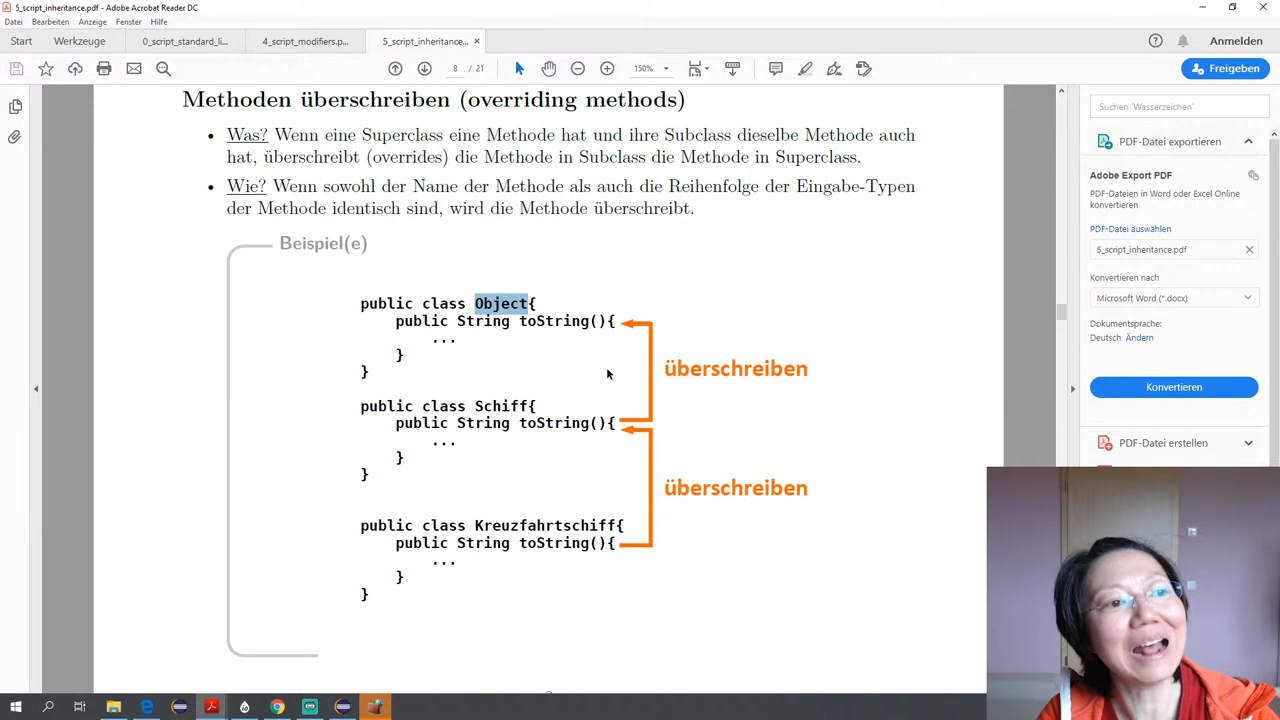 5_script_inheritance.pdf - Adobe Acrobat Reader DC
Datei Bearbeiten Anzeige Fenster Hilfe
Start Werkzeuge 0_script_standard_li... 4_script_modifiers.p... 5_script_inheritance... × Anmelden
8 / 21 150% Freigeben
Methoden überschreiben (overriding methods)
• Was? Wenn eine Superclass eine Methode hat und ihre Subclass dieselbe Methode auch
hat, überschreibt (overrides) die Methode in Subclass die Methode in Superclass.
• Wie? Wenn sowohl der Name der Methode als auch die Reihenfolge der Eingabe-Typen
der Methode identisch sind, wird die Methode überschreibt.
Beispiel(e)
public class Object{
public String toString(){
...
}
}
überschreiben
public class Schiff{
public String toString(){
...
}
}
überschreiben
public class Kreuzfahrtschiff{
public String toString(){
...
}
}
Suchen 'Wasserzeichen'
PDF-Datei exportieren
Adobe Export PDF
PDF-Dateien in Word oder Excel Online
konvertieren
PDF-Datei auswählen
5_script_inheritance.pdf
Konvertieren nach
Microsoft Word (*.docx)
Dokumentsprache:
Deutsch Ändern
Konvertieren
PDF-Datei erstellen